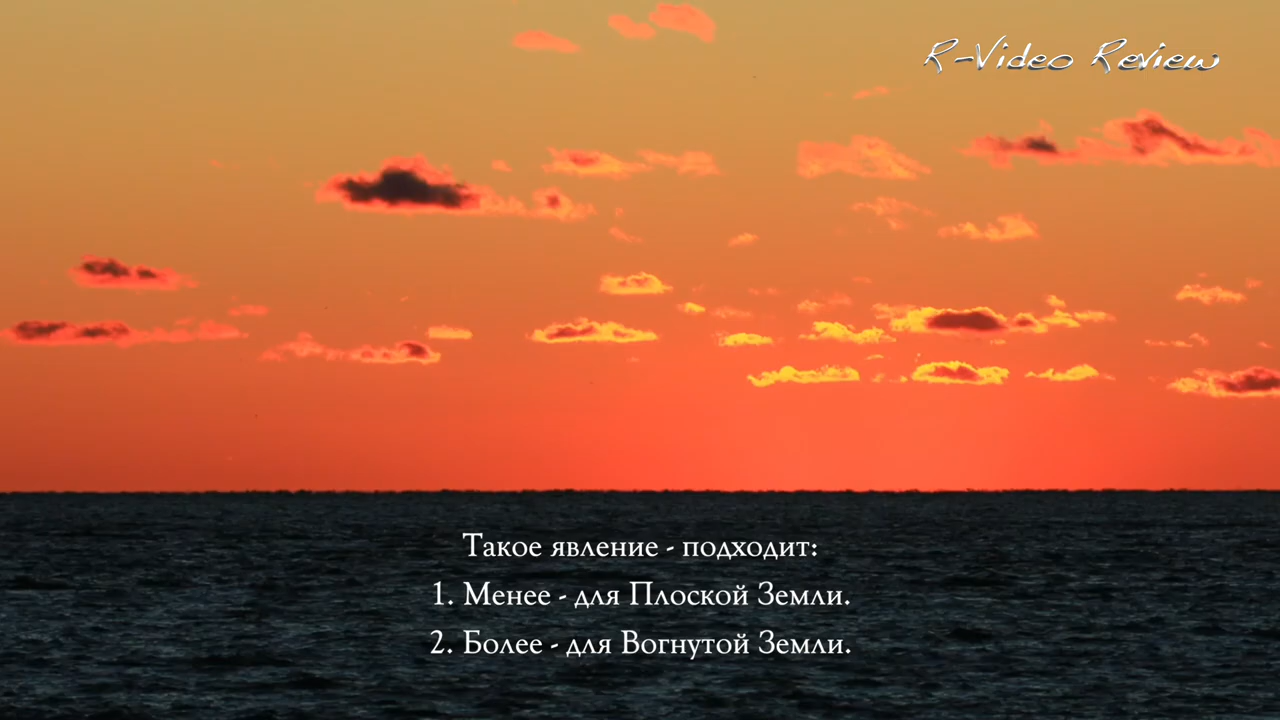 R-Video Review
Такое явление - подходит:
1. Менее - для Плоской Земли.
2. Более - для Вогнутой Земли.